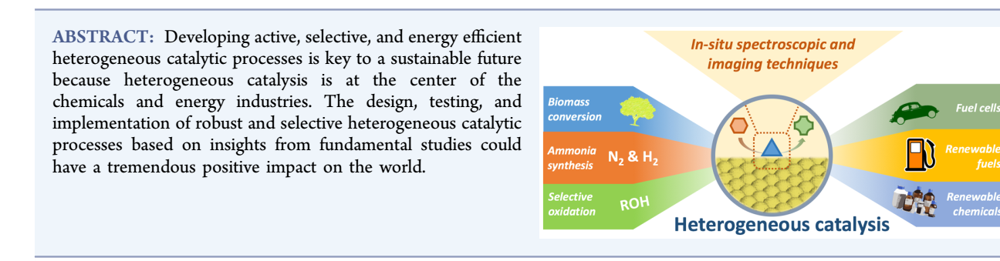 ABSTRACT: Developing active, selective, and energy efficient
heterogeneous catalytic processes is key to a sustainable future
because heterogeneous catalysis is at the center of the
chemicals and energy industries. The design, testing, and
implementation of robust and selective heterogeneous catalytic
processes based on insights from fundamental studies could
have a tremendous positive impact on the world.
In-situ spectroscopic and
imaging techniques
Biomass
conversion
Ammonia
synthesis
N₂ & H₂
Selective
oxidation
ROH
Fuel cells
Renewable
fuels
Renewable
chemicals
Heterogeneous catalysis